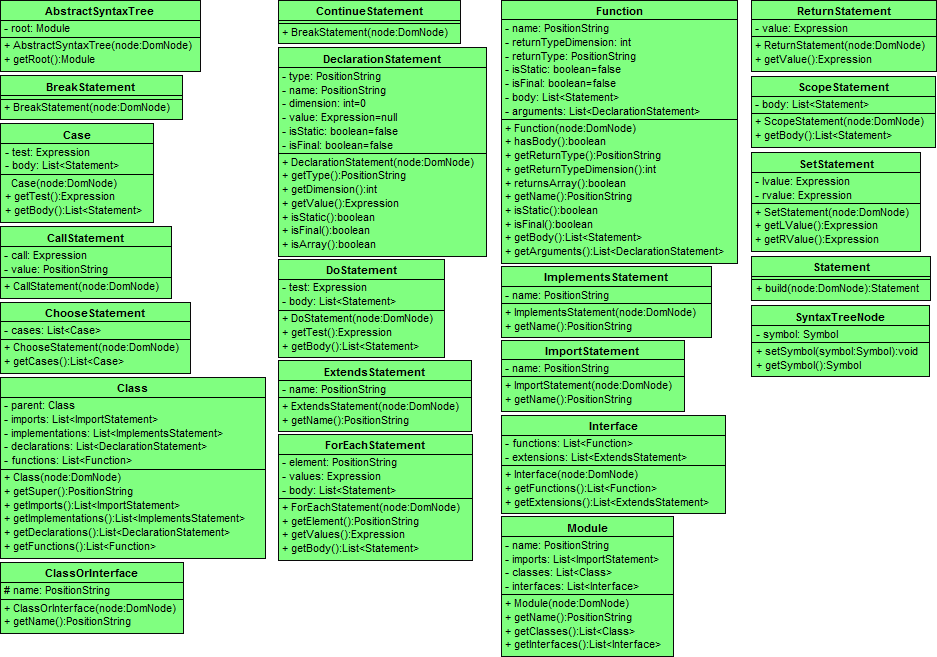 AbstractSyntaxTree
- root: Module
+ AbstractSyntaxTree(node:DomNode)
+ getRoot():Module
BreakStatement
+ BreakStatement(node:DomNode)
Case
- test: Expression
- body: List<Statement>
Case(node:DomNode)
+ getTest():Expression
+ getBody():List<Statement>
CallStatement
- call: Expression
- value: PositionString
+ CallStatement(node:DomNode)
ChooseStatement
- cases: List<Case>
+ ChooseStatement(node:DomNode)
+ getCases():List<Case>
Class
- parent: Class
- imports: List<ImportStatement>
- implementations: List<ImplementsStatement>
- declarations: List<DeclarationStatement>
- functions: List<Function>
+ Class(node:DomNode)
+ getSuper():PositionString
+ getImports():List<ImportStatement>
+ getImplementations():List<ImplementsStatement>
+ getDeclarations():List<DeclarationStatement>
+ getFunctions():List<Function>
ClassOrInterface
# name: PositionString
+ ClassOrInterface(node:DomNode)
+ getName():PositionString
ContinueStatement
+ BreakStatement(node:DomNode)
DeclarationStatement
- type: PositionString
- name: PositionString
- dimension: int=0
- value: Expression=null
- isStatic: boolean=false
- isFinal: boolean=false
+ DeclarationStatement(node:DomNode)
+ getType():PositionString
+ getDimension():int
+ getValue():Expression
+ isStatic():boolean
+ isFinal():boolean
+ isArray():boolean
DoStatement
- test: Expression
- body: List<Statement>
+ DoStatement(node:DomNode)
+ getTest():Expression
+ getBody():List<Statement>
ExtendsStatement
- name: PositionString
+ ExtendsStatement(node:DomNode)
+ getName():PositionString
ForEachStatement
- element: PositionString
- values: Expression
- body: List<Statement>
+ ForEachStatement(node:DomNode)
+ getElement():PositionString
+ getValues():Expression
+ getBody():List<Statement>
Function
- name: PositionString
- returnTypeDimension: int
- returnType: PositionString
- isStatic: boolean=false
- isFinal: boolean=false
- body: List<Statement>
- arguments: List<DeclarationStatement>
+ Function(node:DomNode)
+ hasBody():boolean
+ getReturnType():PositionString
+ getReturnTypeDimension():int
+ returnsArray():boolean
+ getName():PositionString
+ isStatic():boolean
+ isFinal():boolean
+ getBody():List<Statement>
+ getArguments():List<DeclarationStatement>
ImplementsStatement
- name: PositionString
+ ImplementsStatement(node:DomNode)
+ getName():PositionString
ImportStatement
- name: PositionString
+ ImportStatement(node:DomNode)
+ getName():PositionString
Interface
- functions: List<Function>
- extensions: List<ExtendsStatement>
+ Interface(node:DomNode)
+ getFunctions():List<Function>
+ getExtensions():List<ExtendsStatement>
Module
- name: PositionString
- imports: List<ImportStatement>
- classes: List<Class>
- interfaces: List<Interface>
+ Module(node:DomNode)
+ getName():PositionString
+ getClasses():List<Class>
+ getInterfaces():List<Interface>
ReturnStatement
- value: Expression
+ ReturnStatement(node:DomNode)
+ getValue():Expression
ScopeStatement
- body: List<Statement>
+ ScopeStatement(node:DomNode)
+ getBody():List<Statement>
SetStatement
- lvalue: Expression
- rvalue: Expression
+ SetStatement(node:DomNode)
+ getLValue():Expression
+ getRValue():Expression
Statement
+ build(node:DomNode):Statement
SyntaxTreeNode
- symbol: Symbol
+ setSymbol(symbol:Symbol):void
+ getSymbol():Symbol